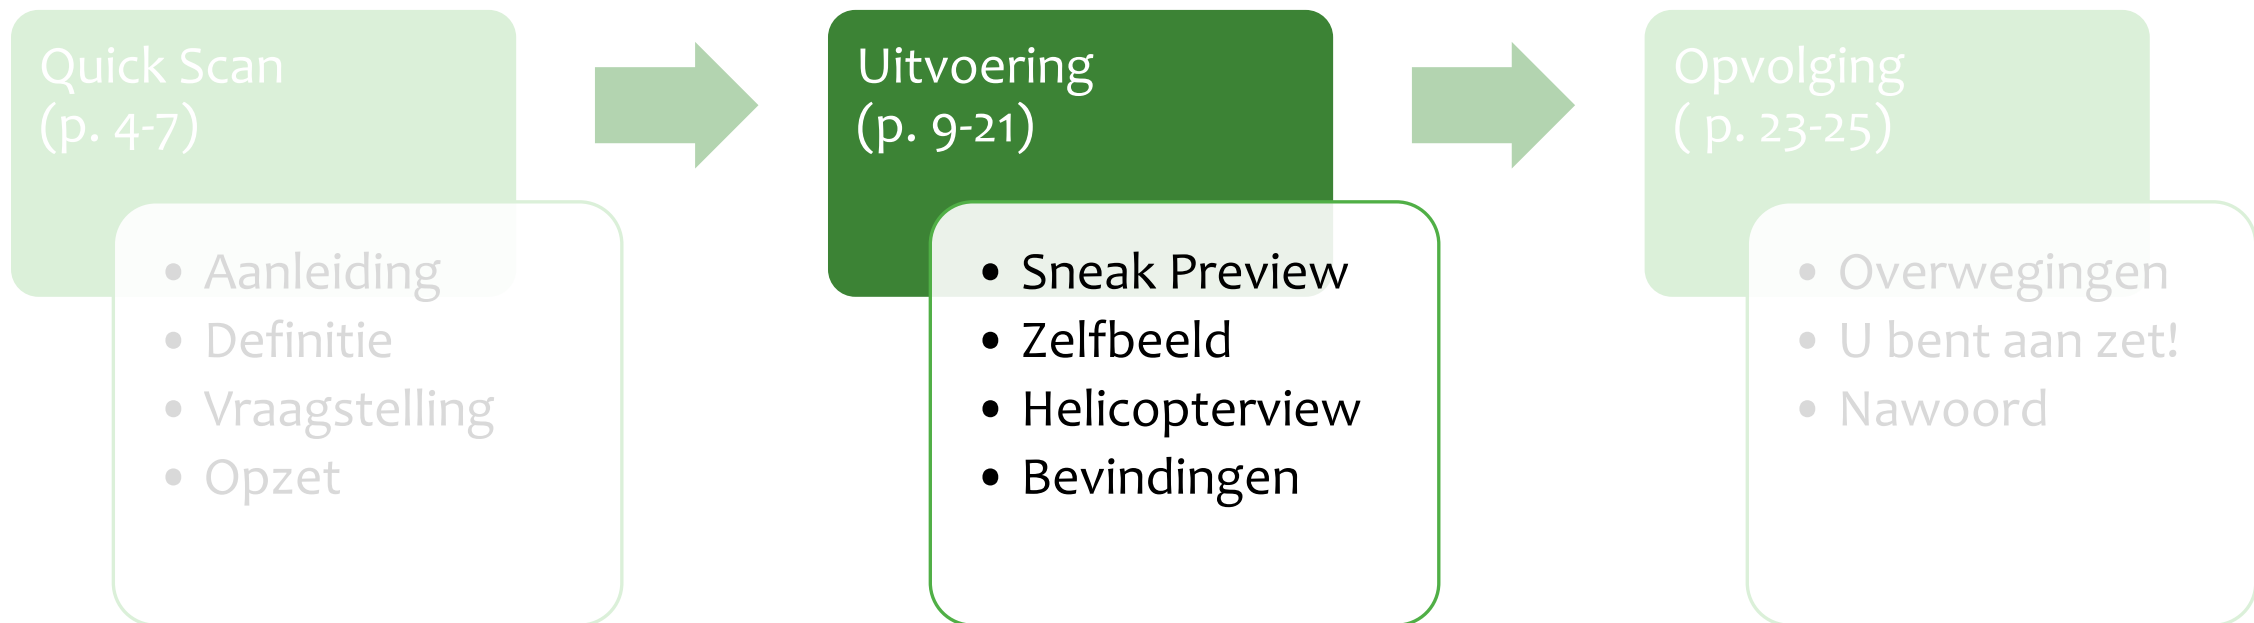 Quick Scan
(p. 4-7)
• Aanleiding
• Definitie
• Vraagstelling
• Opzet
Uitvoering
(p. 9-21)
• Sneak Preview
• Zelfbeeld
• Helicopterview
• Bevindingen
Opvolging
( p. 23-25)
• Overwegingen
• U bent aan zet!
• Nawoord